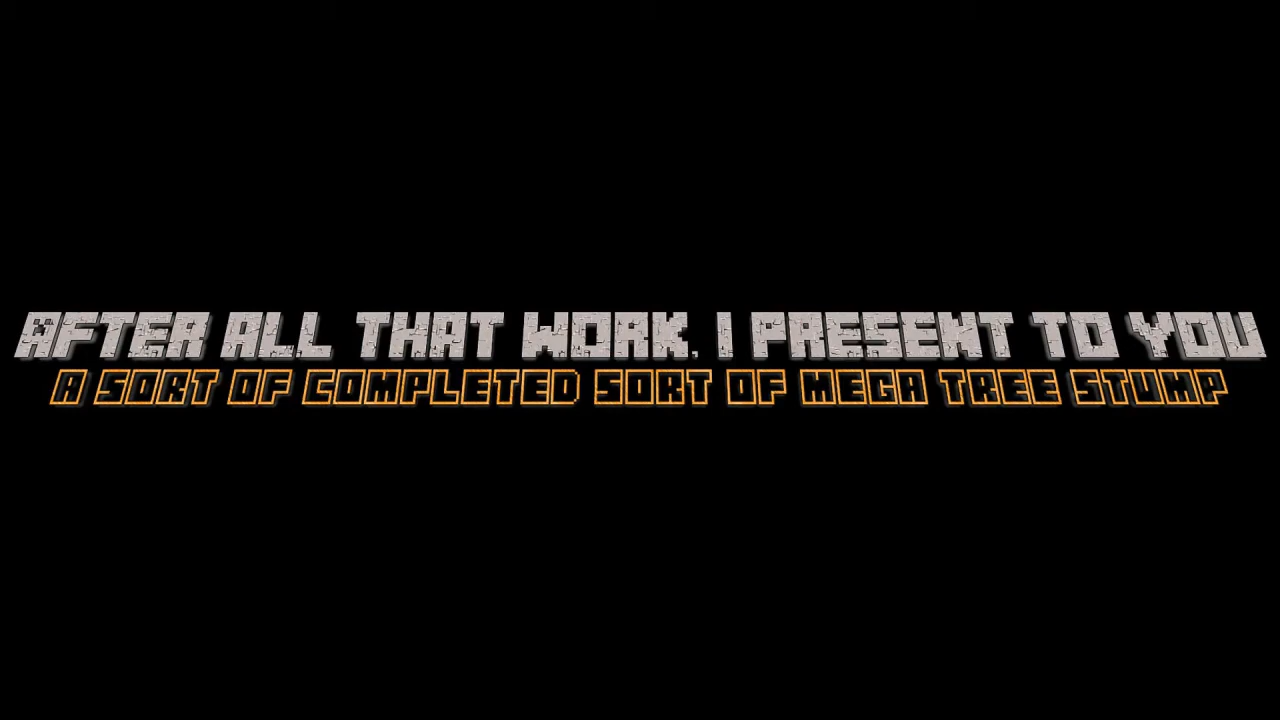 AFTER ALL THAT WORK, I PRESENT TO YOU
A SORT OF COMPLETED SORT OF MEGA TREE STUMP